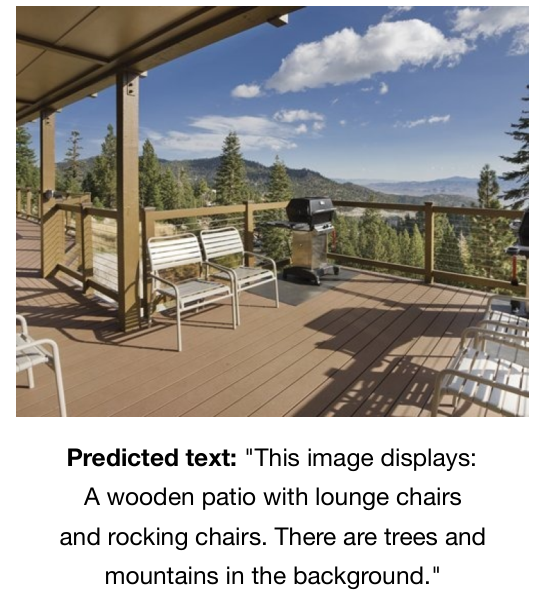 Predicted text: "This image displays:
A wooden patio with lounge chairs
and rocking chairs. There are trees and
mountains in the background."